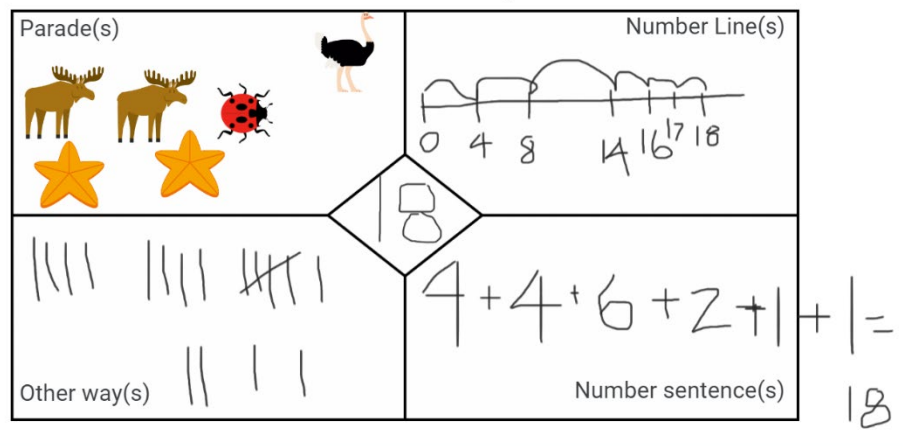 Parade(s)
Number Line(s)
0 4 8 14 16 17 18
18
4+4+6+2+1+1=
18
Other way(s)
Number sentence(s)